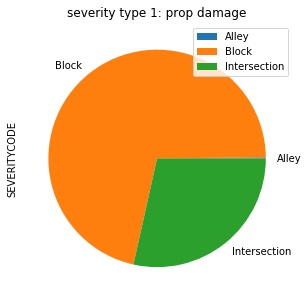 severity type 1: prop damage
Alley
Block
Intersection
Block
SEVERITYCODE
Alley
Intersection